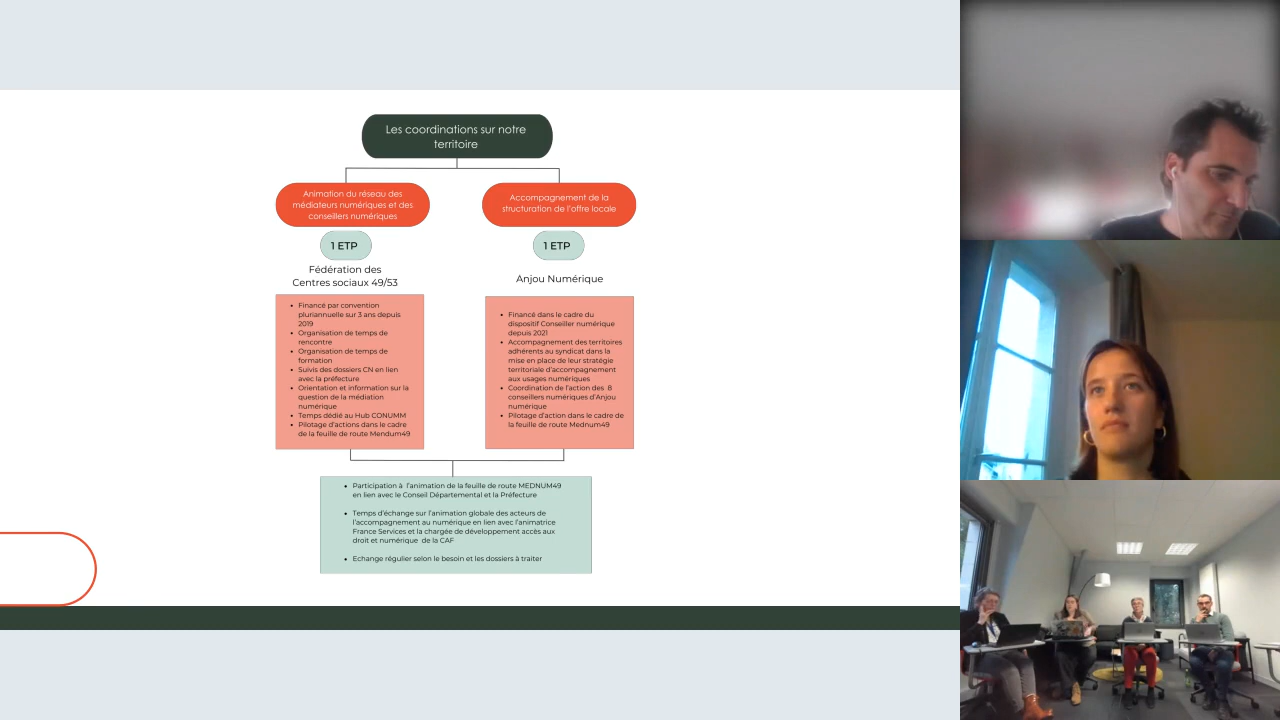 Les coordinations sur notre
territoire
Animation du réseau des
médiateurs numériques et des
conseillers numériques
1 ETP
Fédération des
Centres sociaux 49/53
Financé par convention
pluriannuelle sur 3 ans depuis
2019
Organisation de temps de
rencontre
Organisation de temps de
formation
Suivis des dossiers CN en lien
avec la préfecture
Orientation et information sur la
question de la médiation
numérique
Temps dédié au Hub CONUMM
Pilotage d'actions dans le cadre
de la feuille de route Mendum49
Accompagnement de la
structuration de l'offre locale
1 ETP
Anjou Numérique
Financé dans le cadre du
dispositif Conseiller numérique
depuis 2021
Accompagnement des territoires
adhérents au syndicat dans la
mise en place de leur stratégie
territoriale d'accompagnement
aux usages numériques
Coordination de l'action des 8
conseillers numériques d'Anjou
numérique
Pilotage d'action dans le cadre de
la feuille de route Mednum49
Participation à l'animation de la feuille de route MEDNUM49
en lien avec le Conseil Départemental et la Préfecture
Temps d'échange sur l'animation globale des acteurs de
l'accompagnement au numérique en lien avec l'animatrice
France Services et la chargée de développement accès aux
droit et numérique de la CAF
Echange régulier selon le besoin et les dossiers à traiter